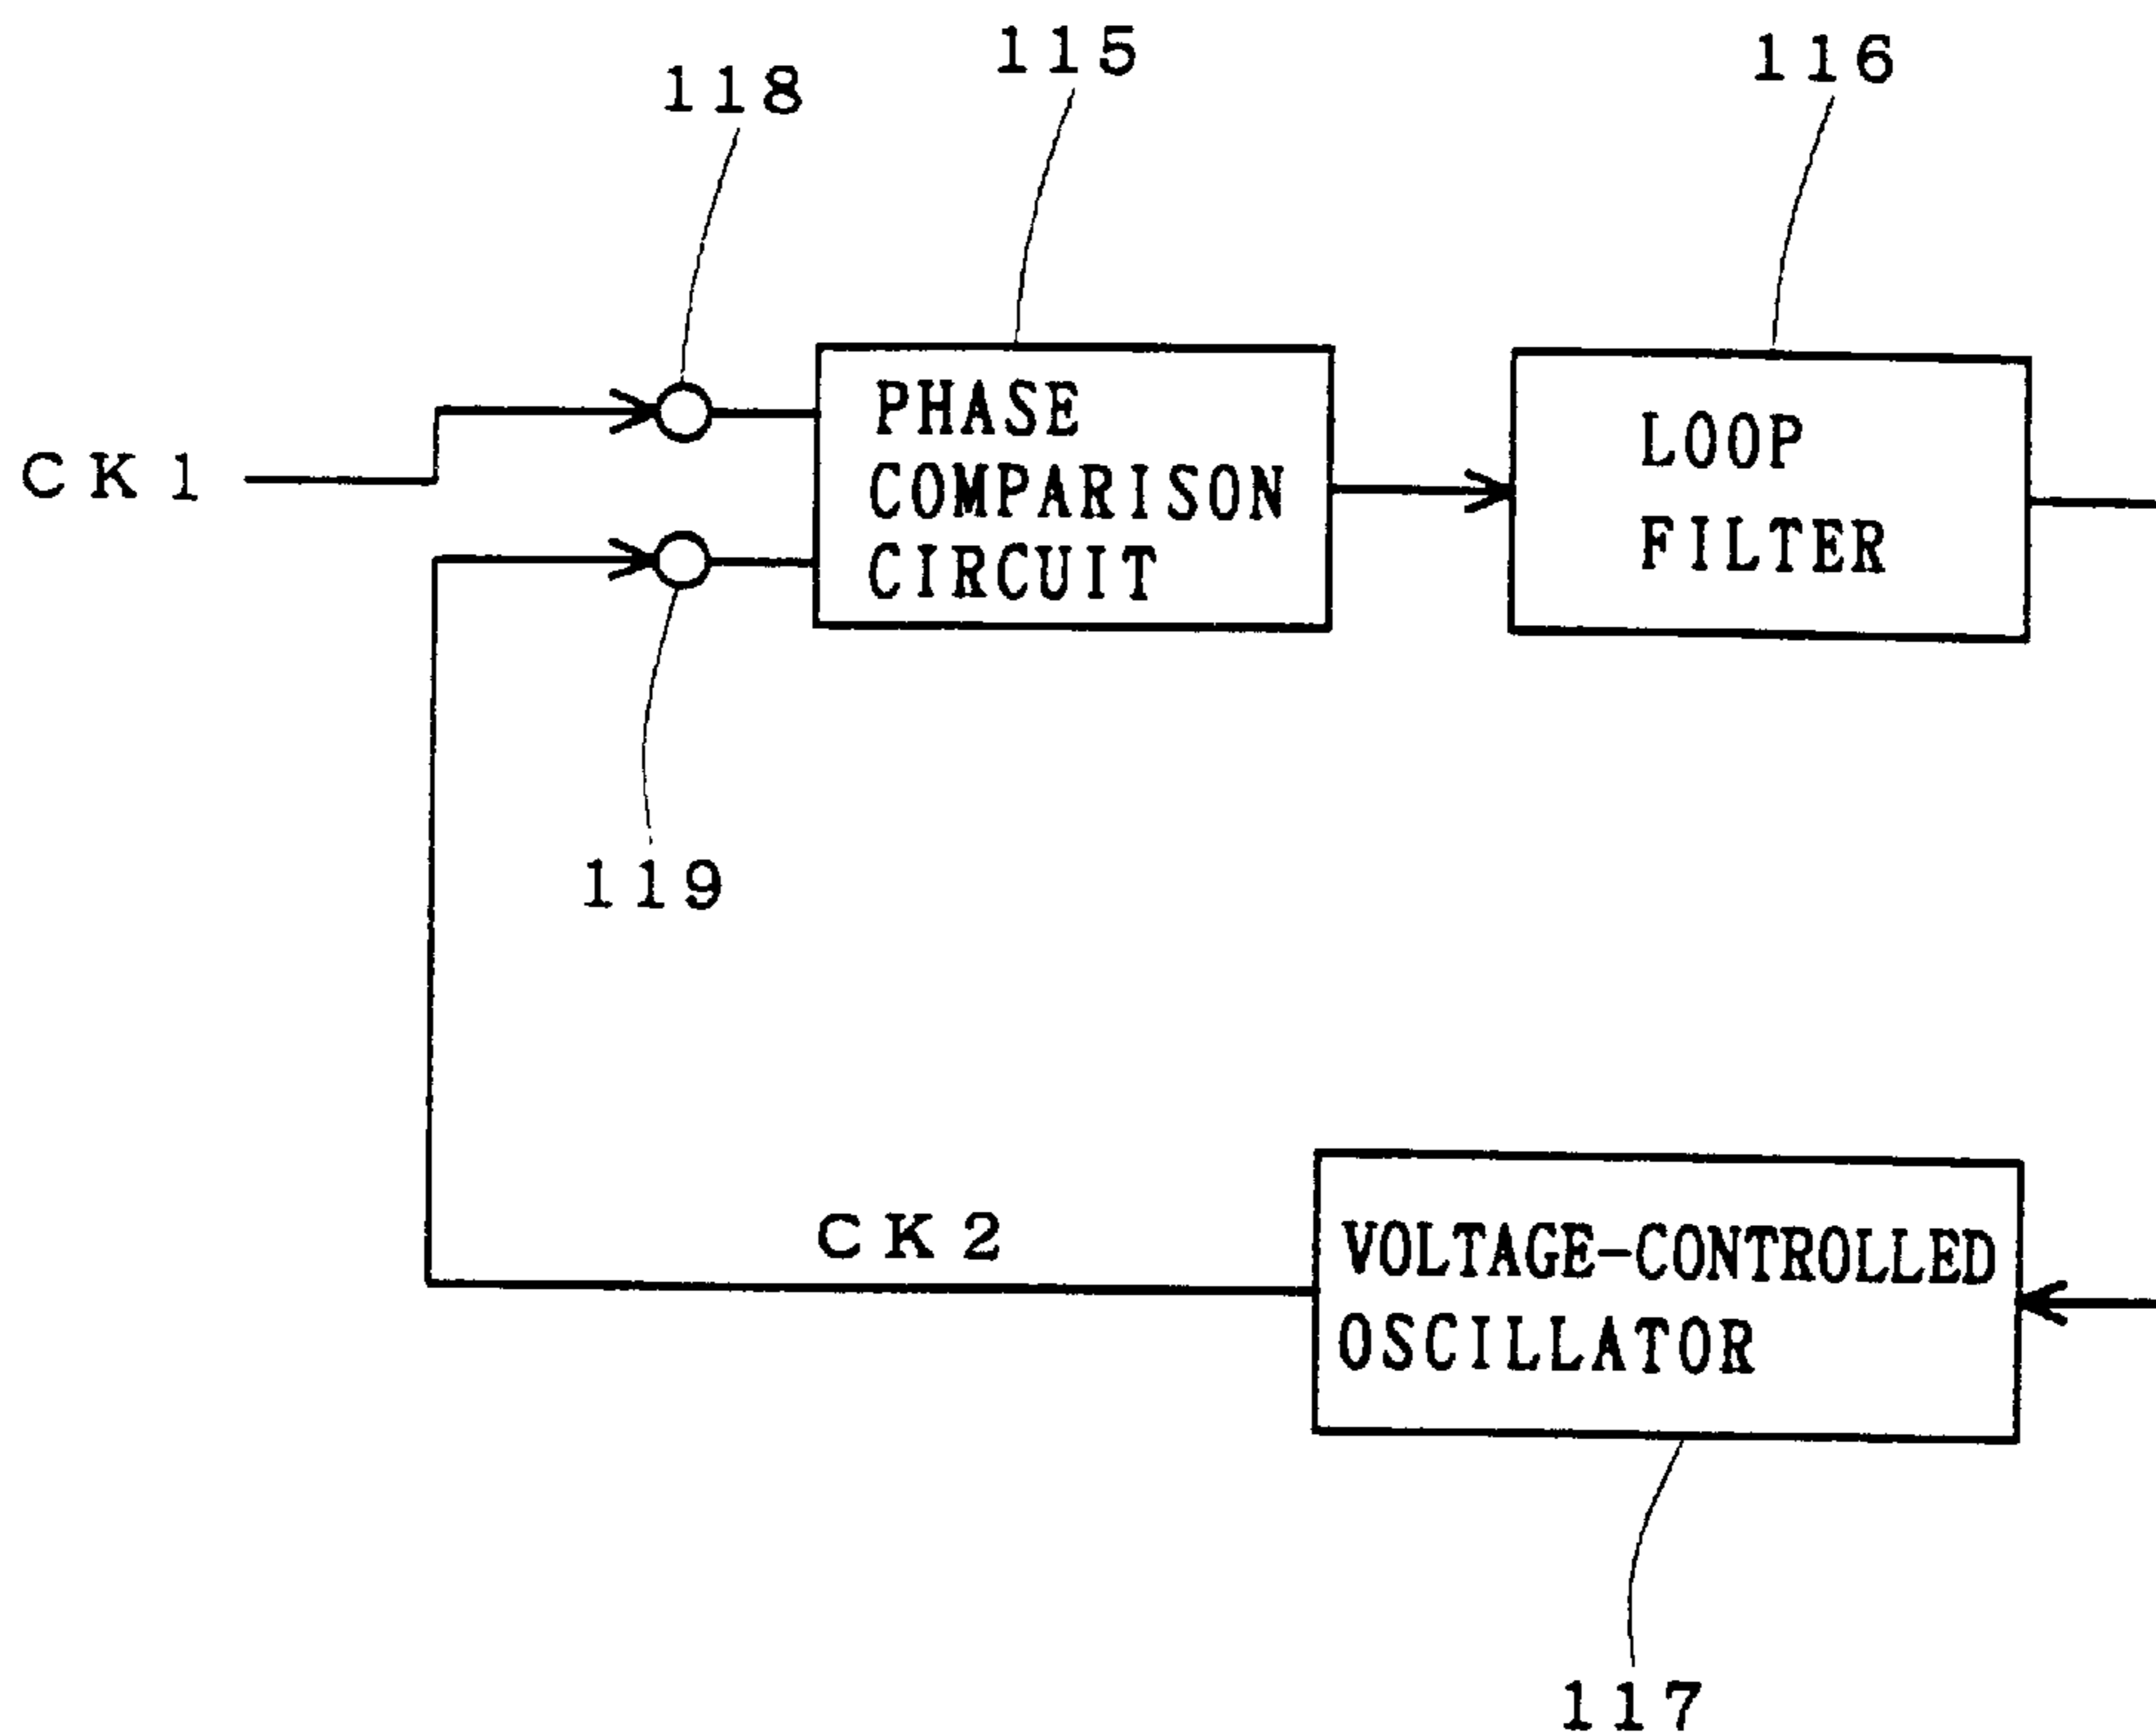 115
116
118
PHASE
COMPARISON
CIRCUIT
LOOP
FILTER
CK1
119
CK2
VOLTAGE-CONTROLLED
OSCILLATOR
117